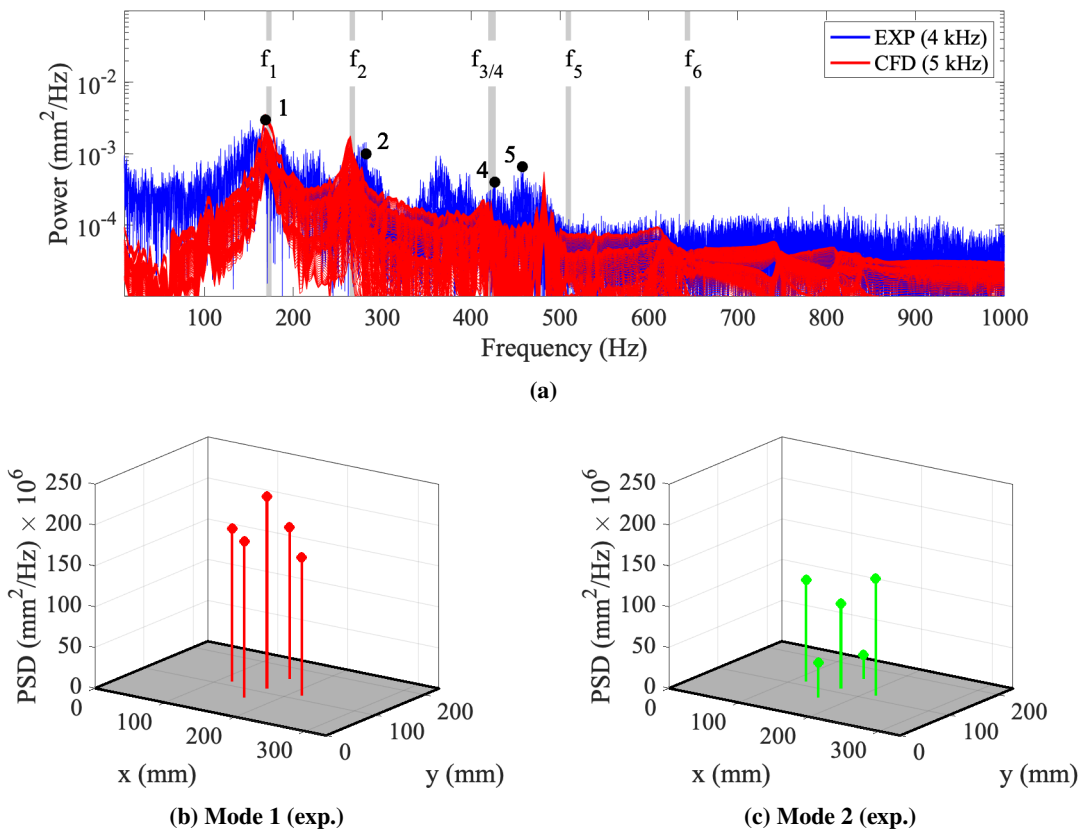 EXP (4 kHz)
CFD (5 kHz)
f₁ f₂ f₃/₄ f₅ f₆
10⁻²
10⁻³
10⁻⁴
Power (mm²/Hz)
1
2
4
5
100 200 300 400 500 600 700 800 900 1000
Frequency (Hz)
(a)
250
200
150
100
50
0
PSD (mm²/Hz) × 10⁶
0
100
200
300
x (mm)
0
100
200
y (mm)
(b) Mode 1 (exp.)
250
200
150
100
50
0
PSD (mm²/Hz) × 10⁶
0
100
200
300
x (mm)
0
100
200
y (mm)
(c) Mode 2 (exp.)